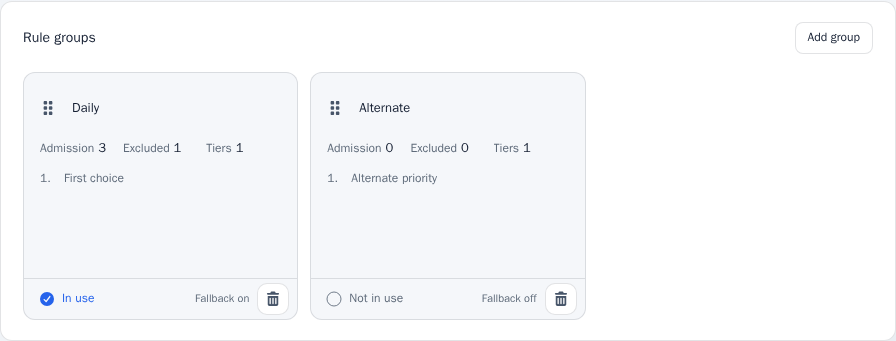 Rule groups
Add group
Daily
Admission 3 Excluded 1 Tiers 1
1. First choice
In use
Fallback on
Alternate
Admission 0 Excluded 0 Tiers 1
1. Alternate priority
Not in use
Fallback off